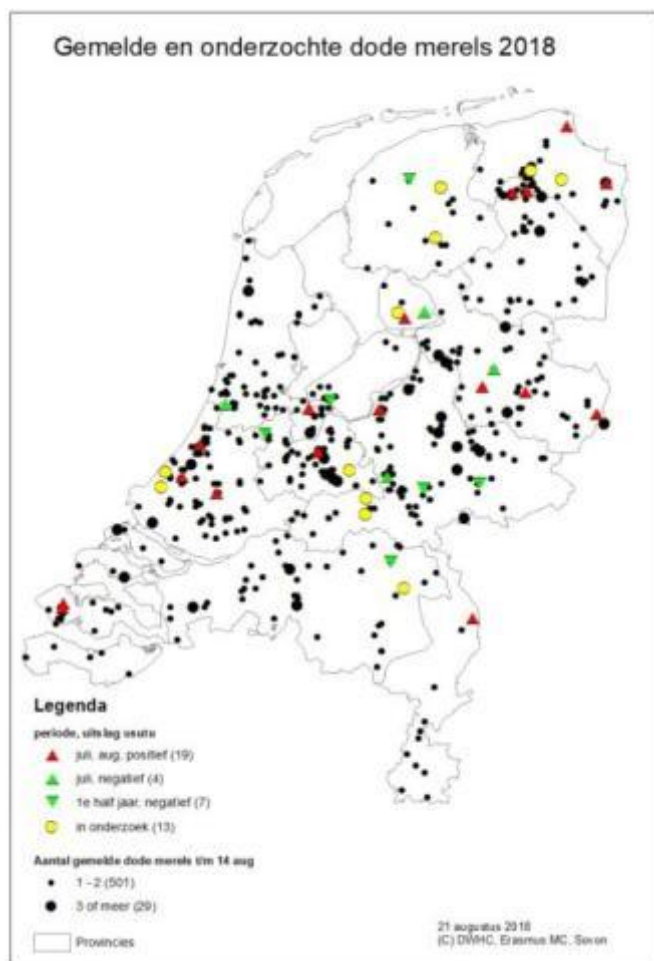 Gemelde en onderzochte dode merels 2018
Legenda
periode, uitslag usutu
juli, aug, positief (19)
juli, negatief (4)
1e half jaar, negatief (7)
in onderzoek (13)
Aantal gemelde dode merels t/m 14 aug
1 - 2 (501)
3 of meer (29)
Provincies
21 augustus 2018
(C) DWHC, Erasmus MC, Sovon